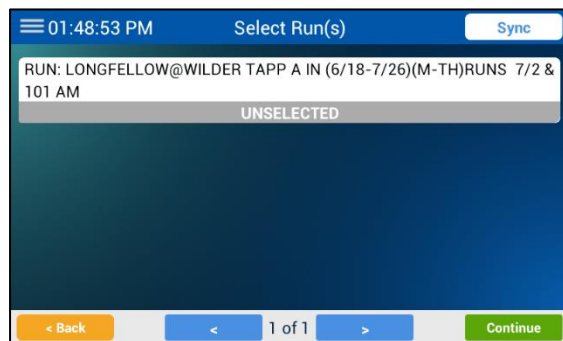 01:48:53 PM Select Run(s) Sync
RUN: LONGFELLOW@WILDER TAPP A IN (6/18-7/26)(M-TH)RUNS 7/2 &
101 AM
UNSELECTED
< Back < 1 of 1 > Continue